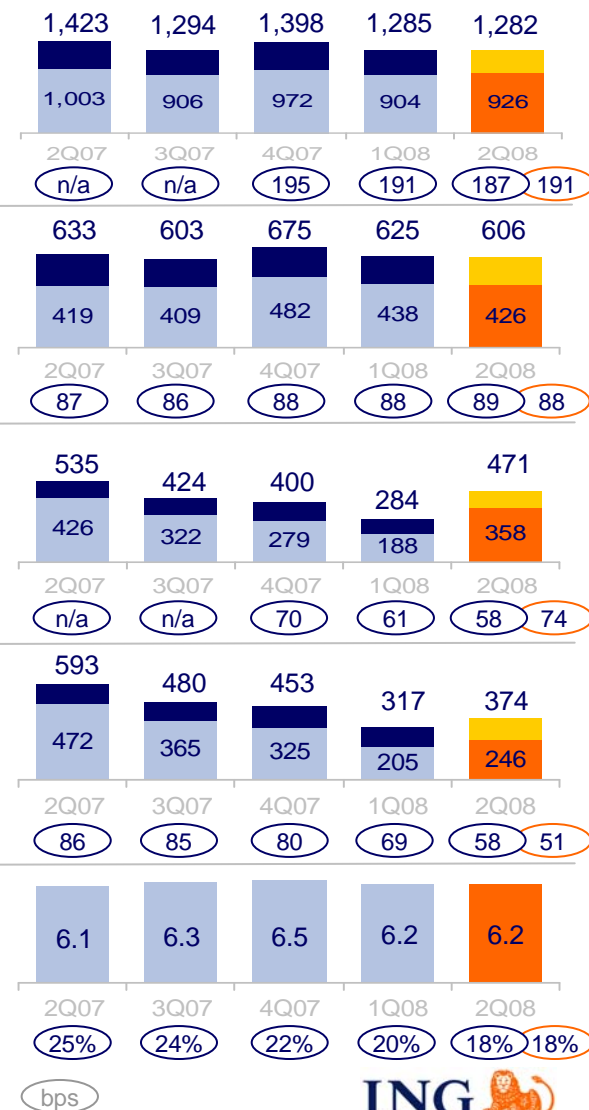 1,423 1,294 1,398 1,285 1,282
1,003 906 972 904 926
2Q07 3Q07 4Q07 1Q08 2Q08
n/a n/a 195 191 187 191
633 603 675 625 606
419 409 482 438 426
2Q07 3Q07 4Q07 1Q08 2Q08
87 86 88 88 89 88
535 424 400 284 471
426 322 279 188 358
2Q07 3Q07 4Q07 1Q08 2Q08
n/a n/a 70 61 58 74
593 480 453 317 374
472 365 325 205 246
2Q07 3Q07 4Q07 1Q08 2Q08
86 85 80 69 58 51
6.1 6.3 6.5 6.2 6.2
2Q07 3Q07 4Q07 1Q08 2Q08
25% 24% 22% 20% 18% 18%
bps
ING